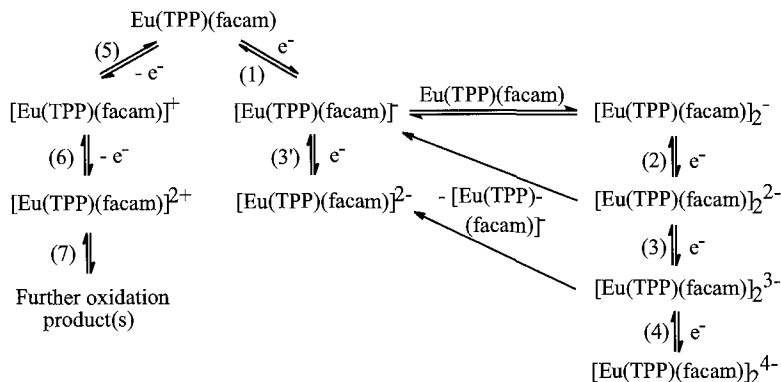 Eu(TPP)(facam)
(5) - e⁻ (1) e⁻
[Eu(TPP)(facam)]⁺ [Eu(TPP)(facam)]⁻ Eu(TPP)(facam) [Eu(TPP)(facam)]₂⁻
(6) - e⁻ (3') e⁻ (2) e⁻
[Eu(TPP)(facam)]²⁺ [Eu(TPP)(facam)]²⁻ - [Eu(TPP)- [Eu(TPP)(facam)]₂²⁻
(facam)]⁻
(7) (3) e⁻
Further oxidation [Eu(TPP)(facam)]₂³⁻
product(s)
(4) e⁻
[Eu(TPP)(facam)]₂⁴⁻